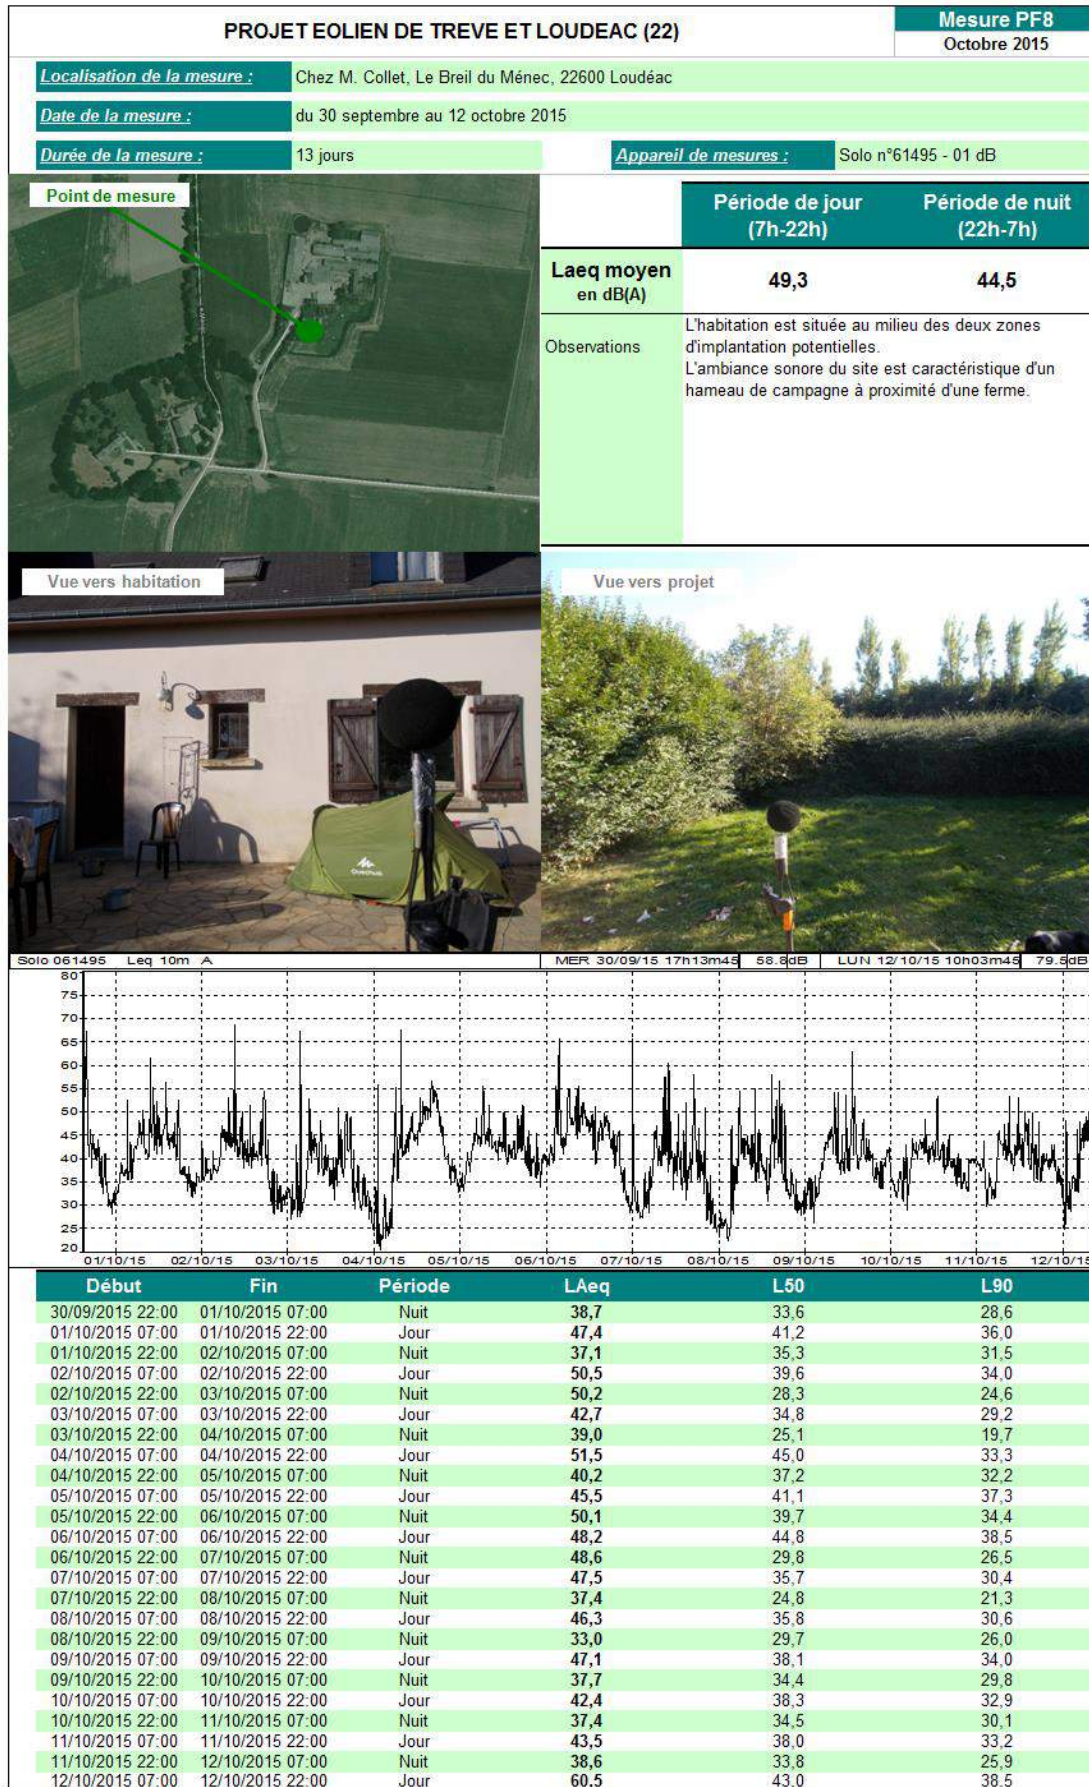 PROJET EOLIEN DE TREVE ET LOUDEAC (22)
Mesure PF8
Octobre 2015
Localisation de la mesure : Chez M. Collet, Le Breil du Ménec, 22600 Loudéac
Date de la mesure : du 30 septembre au 12 octobre 2015
Durée de la mesure : 13 jours Appareil de mesures : Solo n°61495 - 01 dB
Point de mesure
Période de jour (7h-22h) Période de nuit (22h-7h)
Laeq moyen en dB(A) 49,3 44,5
Observations
L'habitation est située au milieu des deux zones
d'implantation potentielles.
L'ambiance sonore du site est caractéristique d'un
hameau de campagne à proximité d'une ferme.
Vue vers habitation
Vue vers projet
Quechua
Solo 061495 Leq 10m A MER 30/09/15 17h13m45 58.8dB LUN 12/10/15 10h03m45 79.5dB
80
75
70
65
60
55
50
45
40
35
30
25
20
01/10/15 02/10/15 03/10/15 04/10/15 05/10/15 06/10/15 07/10/15 08/10/15 09/10/15 10/10/15 11/10/15 12/10/15
Début Fin Période LAeq L50 L90
30/09/2015 22:00 01/10/2015 07:00 Nuit 38,7 33,6 28,6
01/10/2015 07:00 01/10/2015 22:00 Jour 47,4 41,2 36,0
01/10/2015 22:00 02/10/2015 07:00 Nuit 37,1 35,3 31,5
02/10/2015 07:00 02/10/2015 22:00 Jour 50,5 39,6 34,0
02/10/2015 22:00 03/10/2015 07:00 Nuit 50,2 28,3 24,6
03/10/2015 07:00 03/10/2015 22:00 Jour 42,7 34,8 29,2
03/10/2015 22:00 04/10/2015 07:00 Nuit 39,0 25,1 19,7
04/10/2015 07:00 04/10/2015 22:00 Jour 51,5 45,0 33,3
04/10/2015 22:00 05/10/2015 07:00 Nuit 40,2 37,2 32,2
05/10/2015 07:00 05/10/2015 22:00 Jour 45,5 41,1 37,3
05/10/2015 22:00 06/10/2015 07:00 Nuit 50,1 39,7 34,4
06/10/2015 07:00 06/10/2015 22:00 Jour 48,2 44,8 38,5
06/10/2015 22:00 07/10/2015 07:00 Nuit 48,6 29,8 26,5
07/10/2015 07:00 07/10/2015 22:00 Jour 47,5 35,7 30,4
07/10/2015 22:00 08/10/2015 07:00 Nuit 37,4 24,8 21,3
08/10/2015 07:00 08/10/2015 22:00 Jour 46,3 35,8 30,6
08/10/2015 22:00 09/10/2015 07:00 Nuit 33,0 29,7 26,0
09/10/2015 07:00 09/10/2015 22:00 Jour 47,1 38,1 34,0
09/10/2015 22:00 10/10/2015 07:00 Nuit 37,7 34,4 29,8
10/10/2015 07:00 10/10/2015 22:00 Jour 42,4 38,3 32,9
10/10/2015 22:00 11/10/2015 07:00 Nuit 37,4 34,5 30,1
11/10/2015 07:00 11/10/2015 22:00 Jour 43,5 38,0 33,2
11/10/2015 22:00 12/10/2015 07:00 Nuit 38,6 33,8 25,9
12/10/2015 07:00 12/10/2015 22:00 Jour 60,5 43,0 38,5